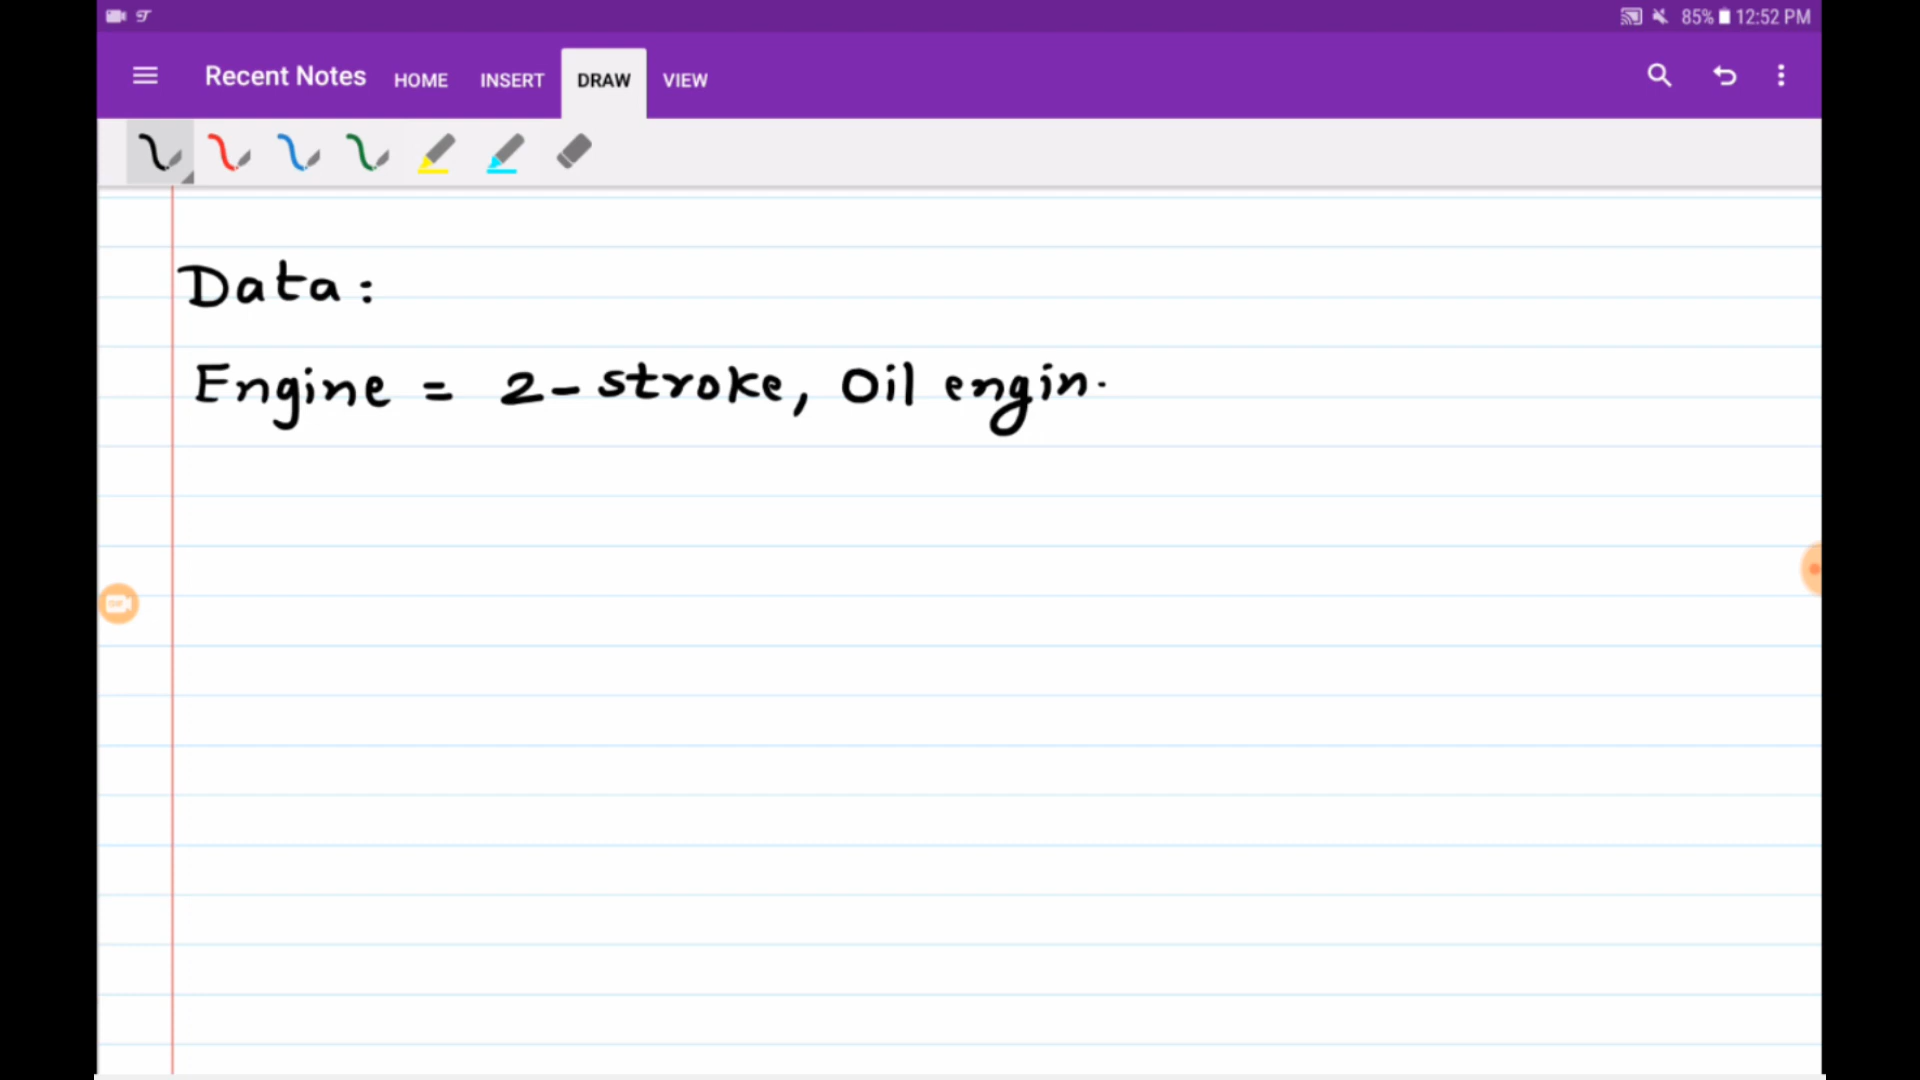 85% 12:52 PM
Recent Notes HOME INSERT DRAW VIEW
Data:
Engine = 2-stroke, Oil engin.